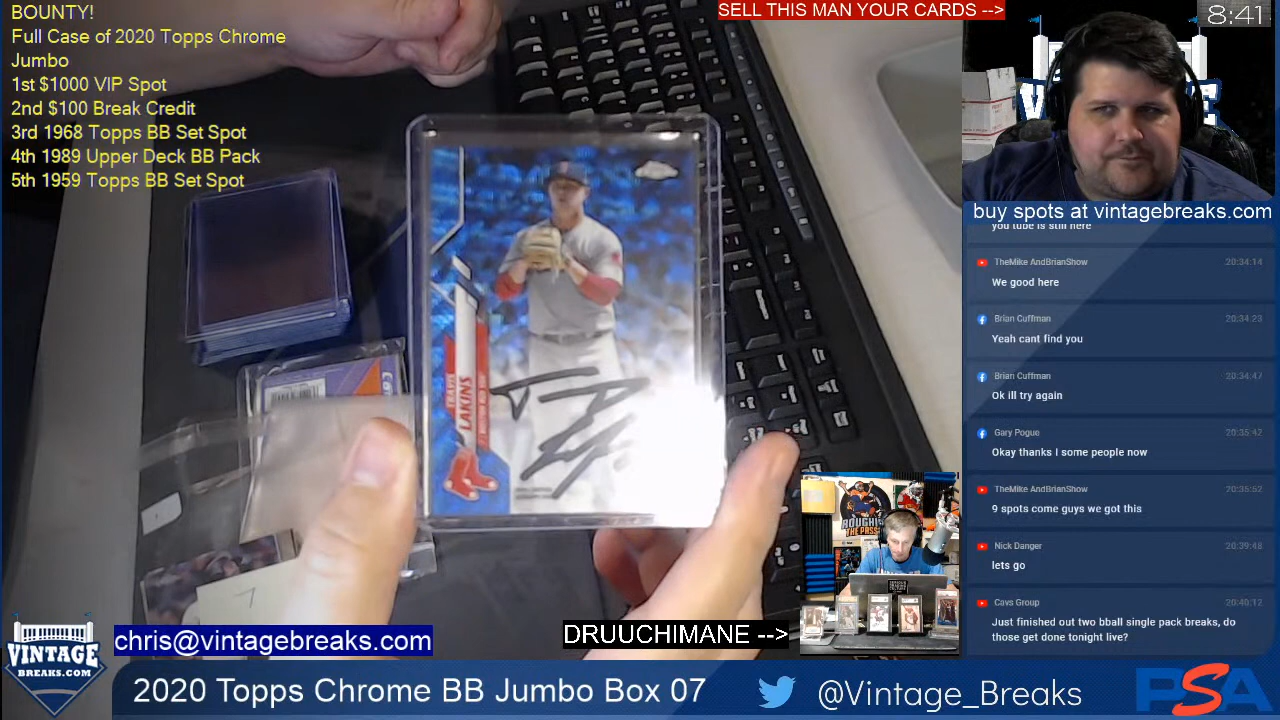 BOUNTY!
Full Case of 2020 Topps Chrome
Jumbo
1st $1000 VIP Spot
2nd $100 Break Credit
3rd 1968 Topps BB Set Spot
4th 1989 Upper Deck BB Pack
5th 1959 Topps BB Set Spot
SELL THIS MAN YOUR CARDS -->
8:41
buy spots at vintagebreaks.com
you tube is still here
TheMike AndBrianShow 20:34:14
We good here
Brian Cuffman 20:34:23
Yeah cant find you
Brian Cuffman 20:34:47
Ok ill try again
Gary Pogue 20:35:42
Okay thanks I some people now
TheMike AndBrianShow 20:35:52
9 spots come guys we got this
Nick Danger 20:39:48
lets go
Cavs Group 20:40:12
Just finished out two bball single pack breaks, do
those get done tonight live?
TRAVIS
LAKINS
BOSTON RED SOX
ROUGHING
THE PASSER
DRUUCHIMANE -->
chris@vintagebreaks.com
VINTAGE
BREAKS.COM
2020 Topps Chrome BB Jumbo Box 07
@Vintage_Breaks
PSA